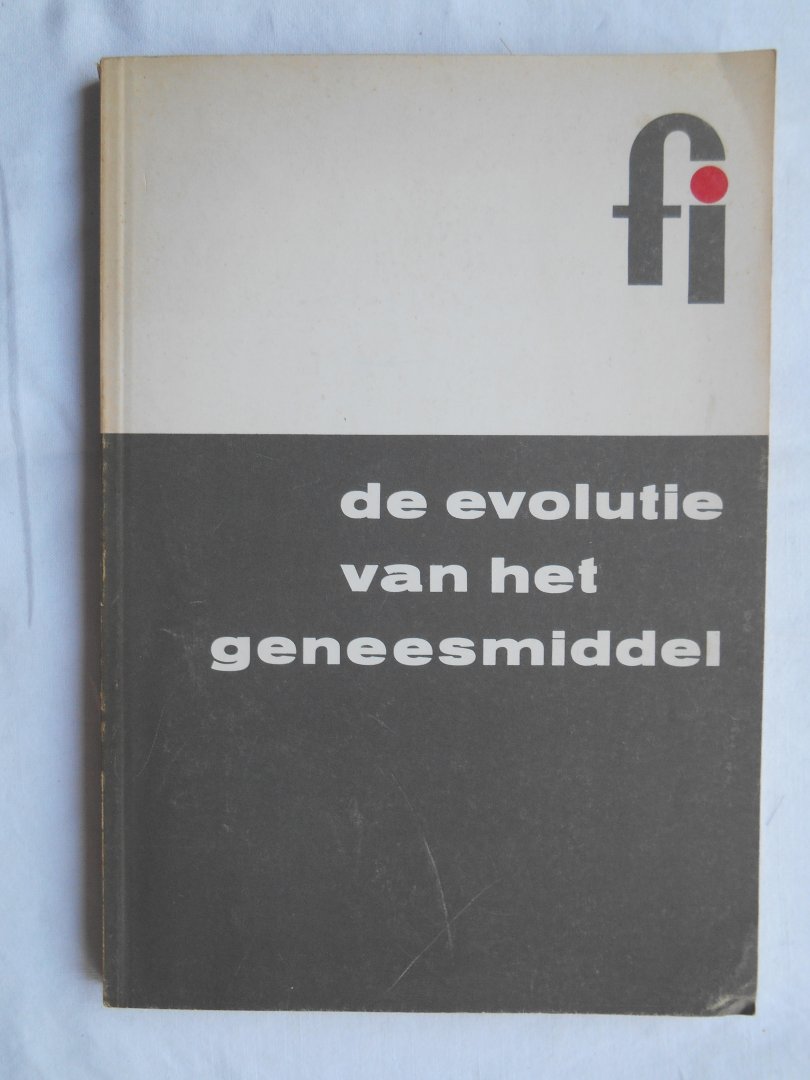 fi
de evolutie
van het
geneesmiddel